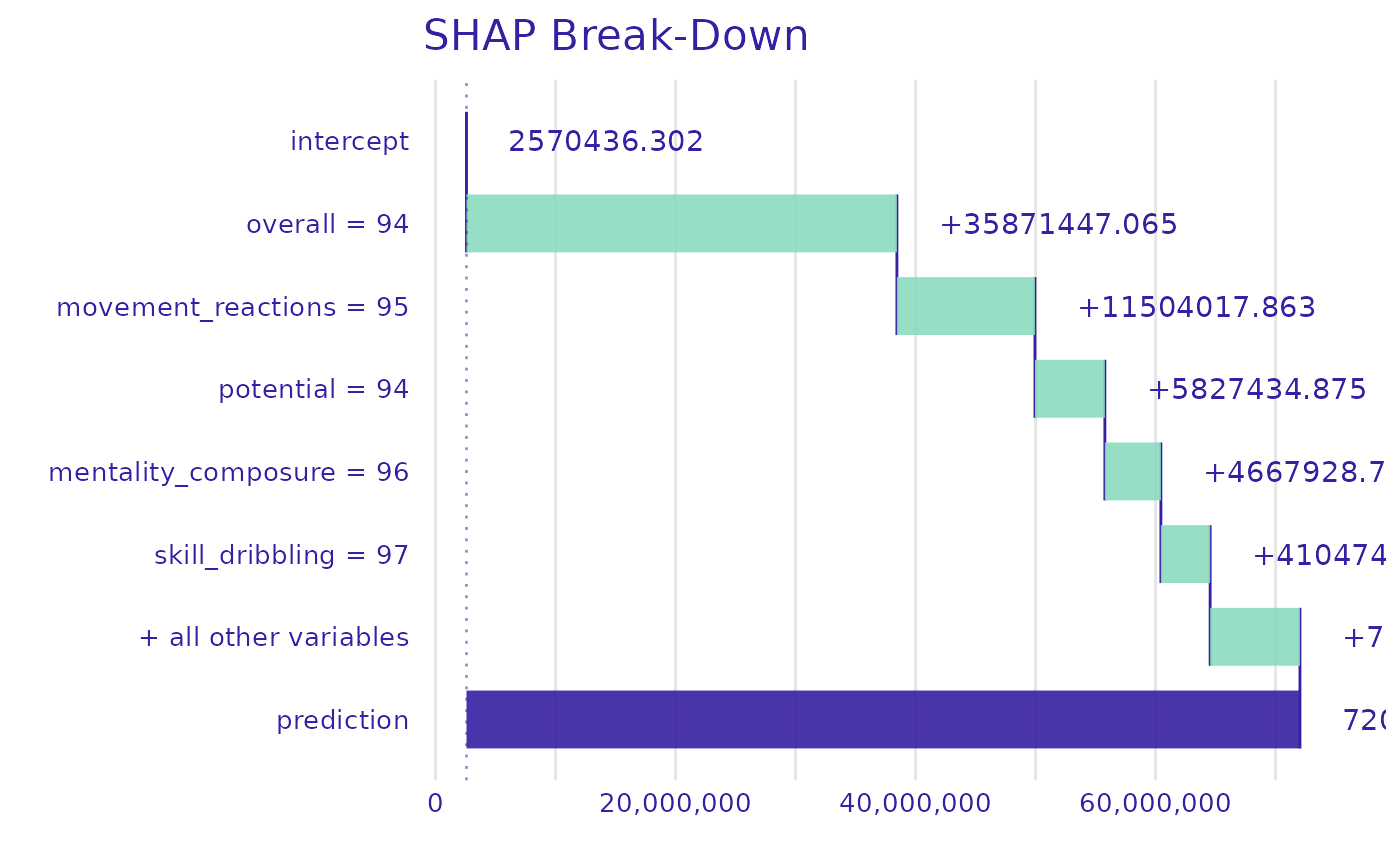 SHAP Break-Down
intercept
2570436.302
overall = 94
+35871447.065
movement_reactions = 95
+11504017.863
potential = 94
+5827434.875
mentality_composure = 96
+4667928.7
skill_dribbling = 97
+410474
+ all other variables
+7
prediction
720
0
20,000,000
40,000,000
60,000,000